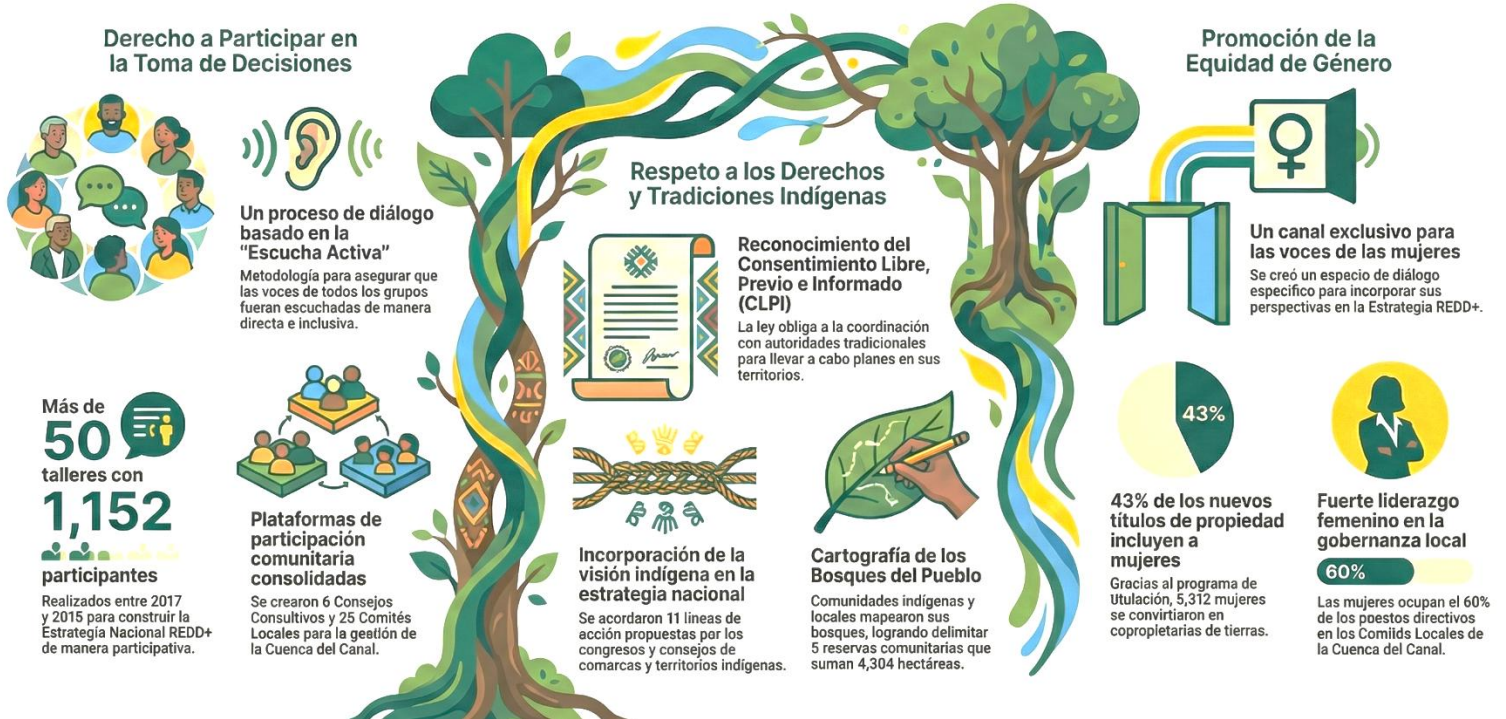 Derecho a Participar en
la Toma de Decisiones
Un proceso de diálogo
basado en la
“Escucha Activa”
Metodología para asegurar que
las voces de todos los grupos
fueran escuchadas de manera
directa e inclusiva.
Más de
50
talleres con
1,152
participantes
Realizados entre 2017
y 2015 para construir la
Estrategía Nacional REDD+
de manera participativa.
Plataformas de
participación
comunitaria
consolidadas
Se crearon 6 Consejos
Consultivos y 25 Comités
Locales para la gestión de
la Cuenca del Canal.
Respeto a los Derechos
y Tradiciones Indígenas
Reconocimiento del
Consentimiento Libre,
Previo e Informado
(CLPI)
La ley obliga a la coordinación
con autoridades tradicionales
para llevar a cabo planes en sus
territorios.
Incorporación de la
visión indígena en la
estrategia nacional
Se acordaron 11 lineas de
acción propuestas por los
congresos y consejos de
comarcas y territorios indígenas.
Cartografía de los
Bosques del Pueblo
Comunidades indígenas y
locales mapearon sus
bosques, logrando delimitar
5 reservas comunitarias que
suman 4,304 hectáreas.
Promoción de la
Equidad de Género
Un canal exclusivo para
las voces de las mujeres
Se creó un especio de diálogo
especifico para incorporar sus
perspectivas en la Estrategia REDD+.
43%
43% de los nuevos
títulos de propiedad
incluyen a
mujeres
Gracias al programa de
Utulación, 5,312 mujeres
se convirtiaron en
copropletarias de tierras.
Fuerte liderazgo
femenino en la
gobernanza local
60%
Las mujeres ocupan el 60%
de los poestos directivos
en los Comiids Locales de
la Cuenca del Canal.